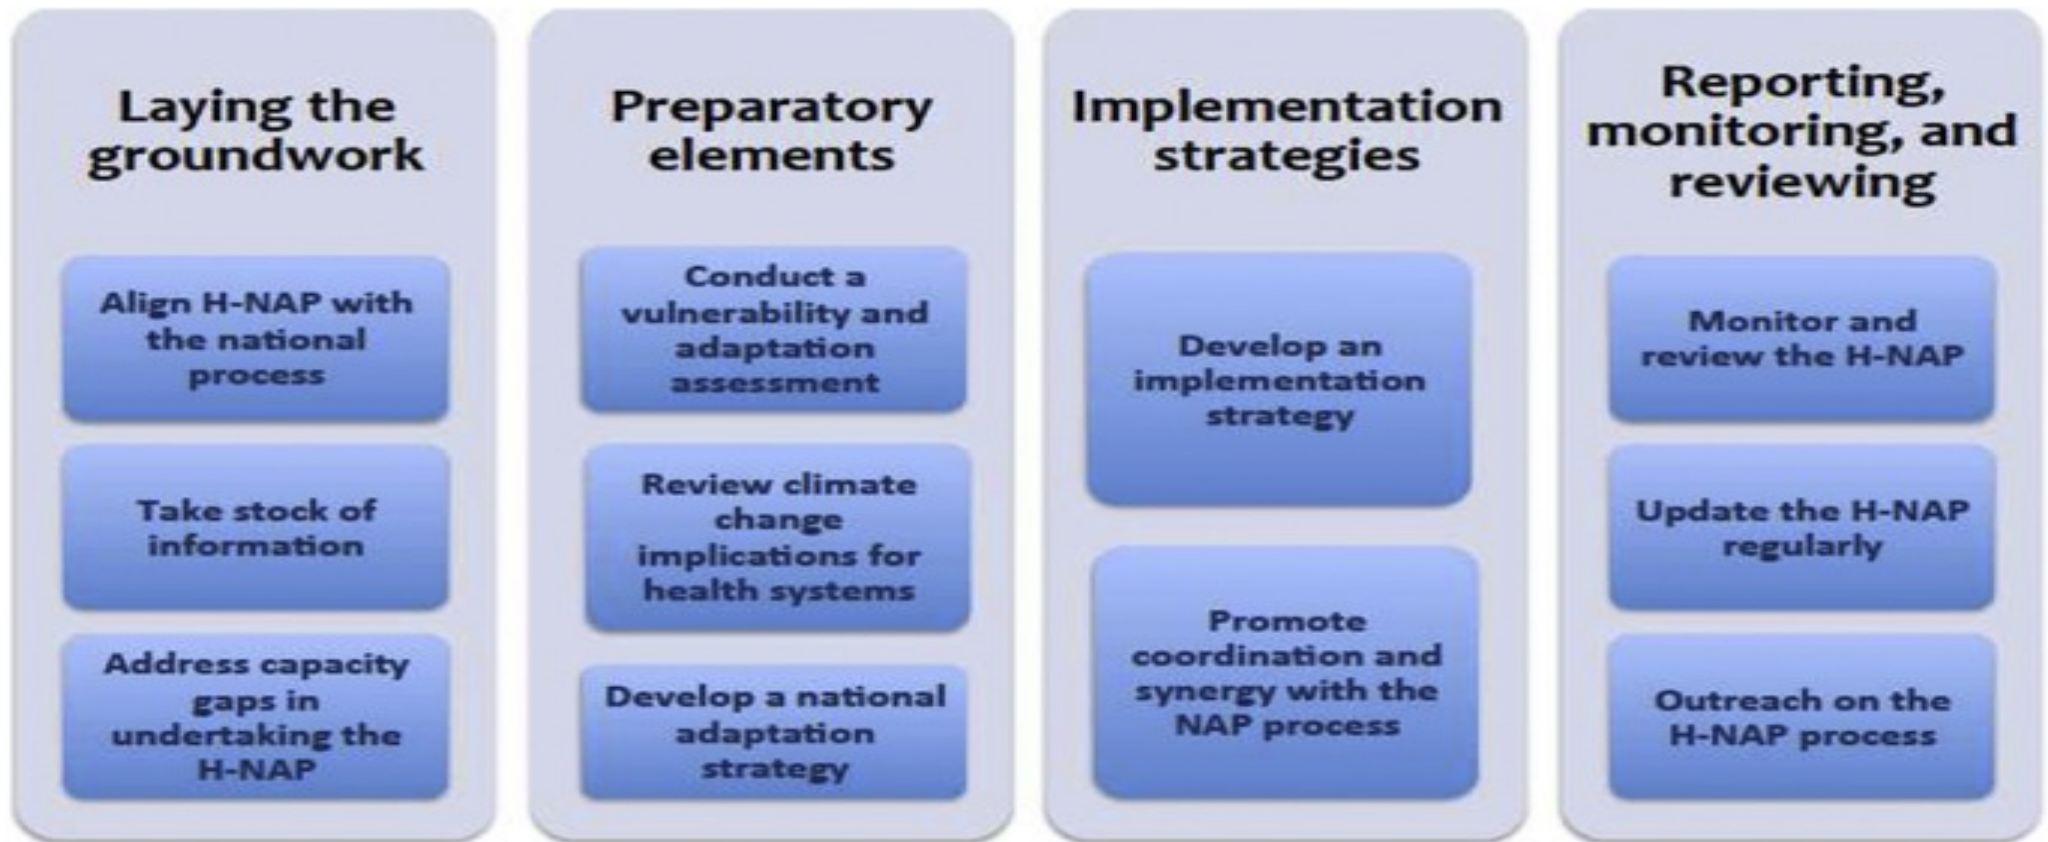 Laying the
groundwork
Align H-NAP with
the national
process
Take stock of
information
Address capacity
gaps in
undertaking the
H-NAP
Preparatory
elements
Conduct a
vulnerability and
adaptation
assessment
Review climate
change
implications for
health systems
Develop a national
adaptation
strategy
Implementation
strategies
Develop an
implementation
strategy
Promote
coordination and
synergy with the
NAP process
Reporting,
monitoring, and
reviewing
Monitor and
review the H-NAP
Update the H-NAP
regularly
Outreach on the
H-NAP process